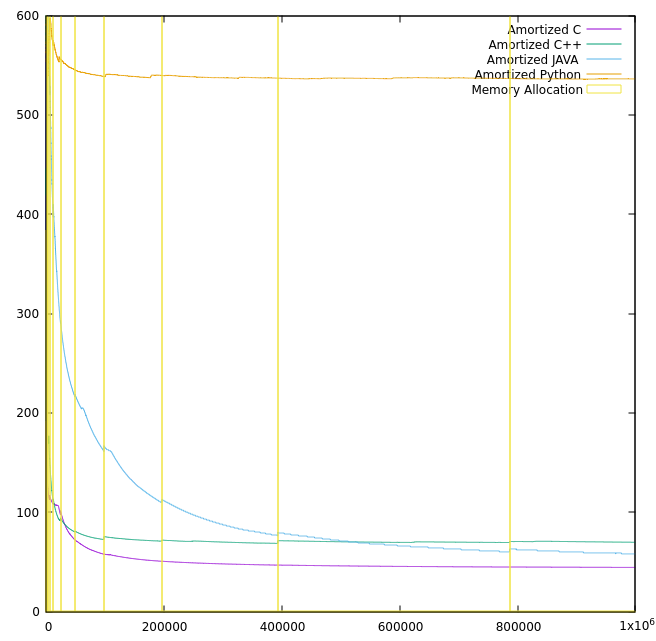 600
500
400
300
200
100
0
0
200000
400000
600000
800000
1x10^6
Amortized C
Amortized C++
Amortized JAVA
Amortized Python
Memory Allocation